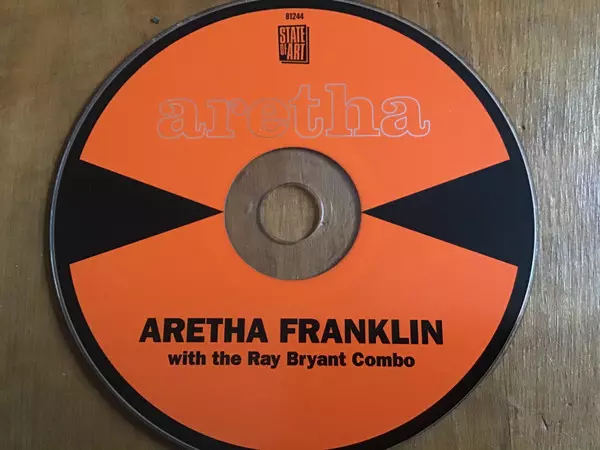 81244
STATE
OF
ART
aretha
ARETHA FRANKLIN
with the Ray Bryant Combo